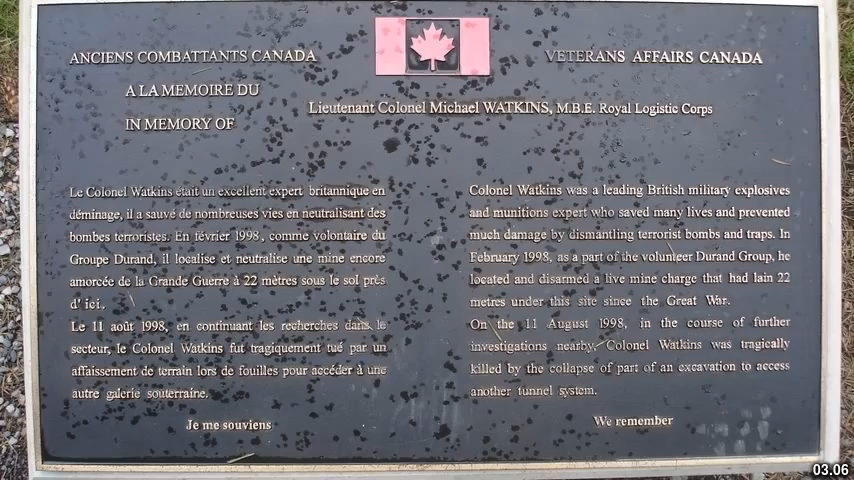 ANCIENS COMBATTANTS CANADA
VETERANS AFFAIRS CANADA
A LA MEMOIRE DU
IN MEMORY OF
Lieutenant Colonel Michael WATKINS, M.B.E. Royal Logistic Corps
Le Colonel Watkins était un excellent expert britannique en
déminage, il a sauvé de nombreuses vies en neutralisant des
bombes terroristes. En février 1998, comme volontaire du
Groupe Durand, il localise et neutralise une mine encore
amorcée de la Grande Guerre à 22 mètres sous le sol près
d'ici.
Le 11 août 1998, en continuant les recherches dans le
secteur, le Colonel Watkins fut tragiquement tué par un
affaissement de terrain lors de fouilles pour accéder à une
autre galerie souterraine.
Je me souviens
Colonel Watkins was a leading British military explosives
and munitions expert who saved many lives and prevented
much damage by dismantling terrorist bombs and traps. In
February 1998, as a part of the volunteer Durand Group, he
located and disarmed a live mine charge that had lain 22
metres under this site since the Great War.
On the 11 August 1998, in the course of further
investigations nearby, Colonel Watkins was tragically
killed by the collapse of part of an excavation to access
another tunnel system.
We remember
03.06